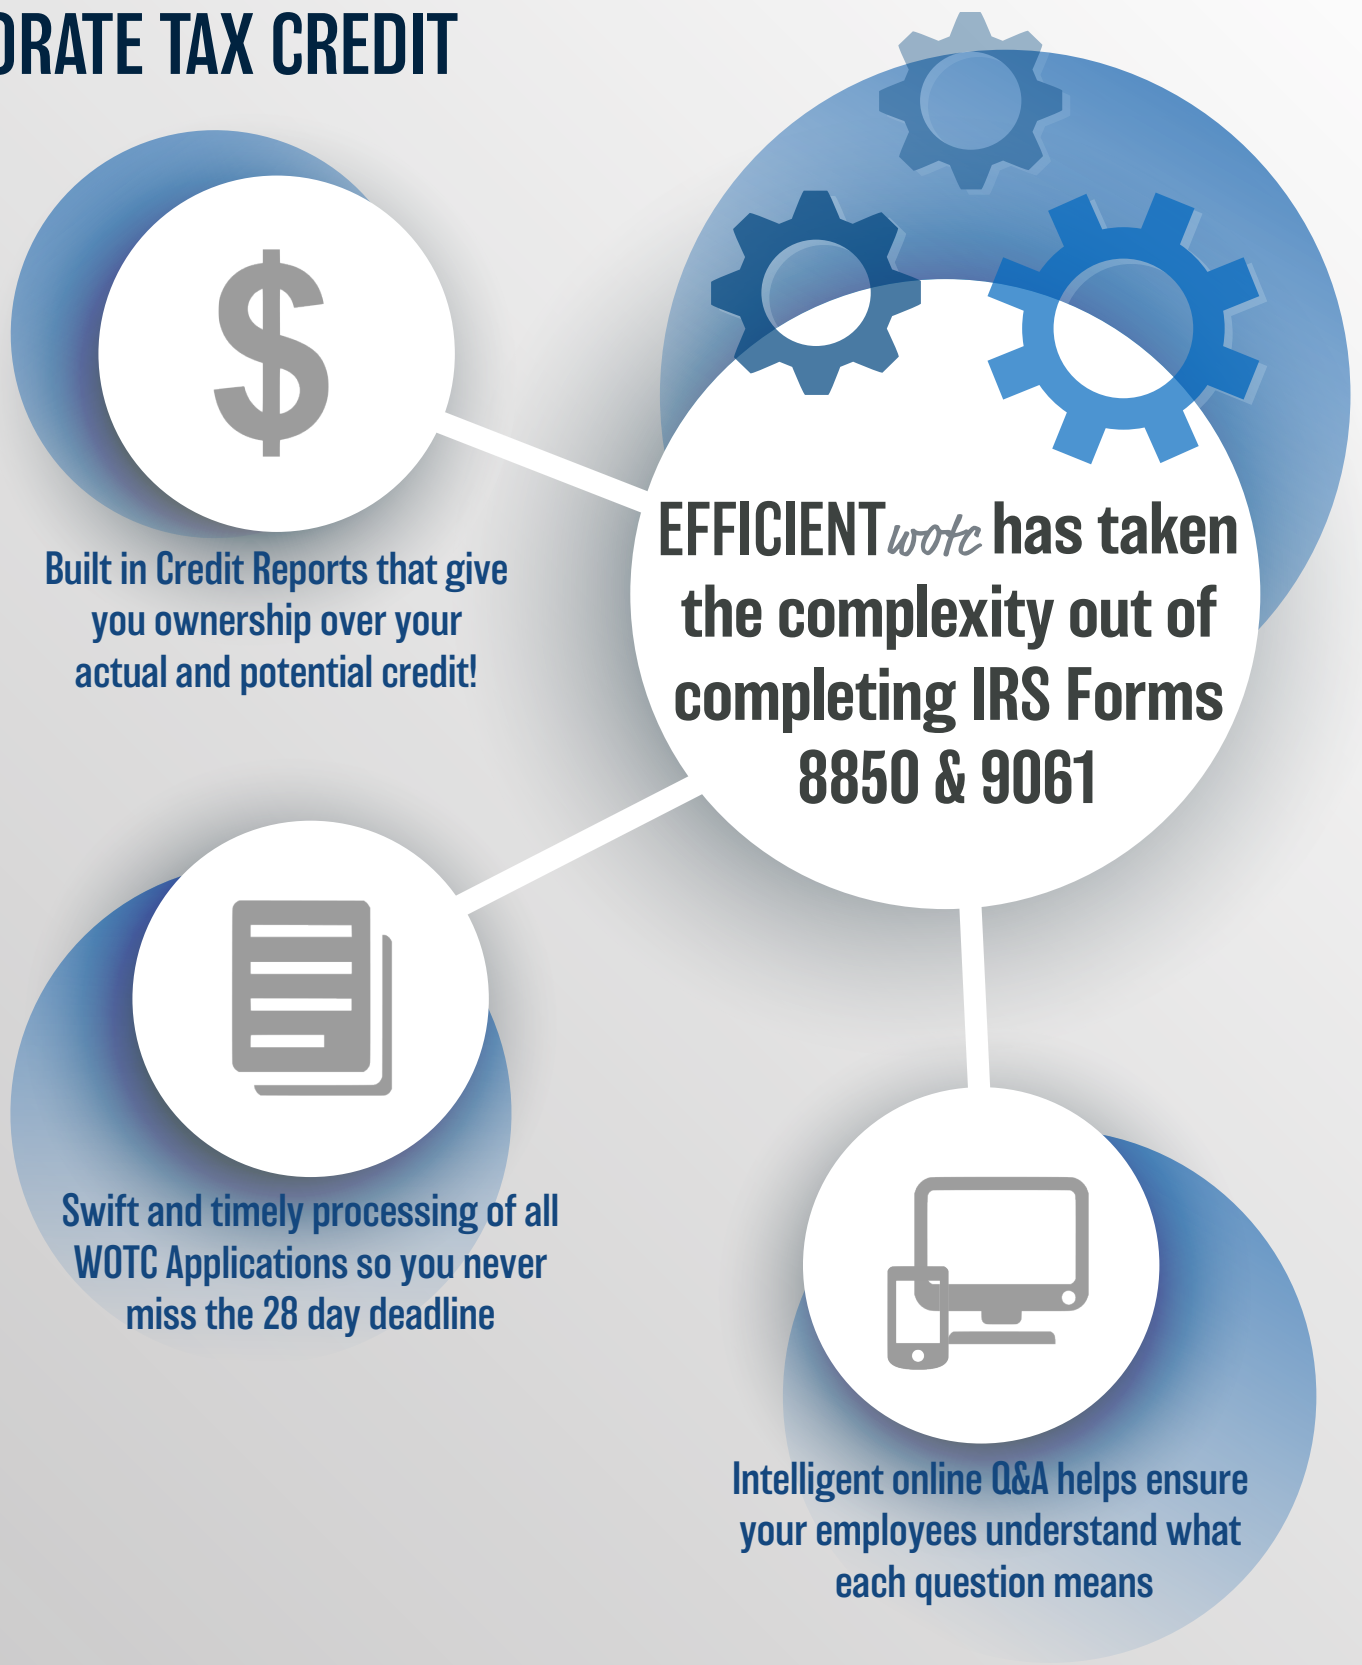 ORATE TAX CREDIT
$
Built in Credit Reports that give
you ownership over your
actual and potential credit!
EFFICIENT wotc has taken
the complexity out of
completing IRS Forms
8850 & 9061
Swift and timely processing of all
WOTC Applications so you never
miss the 28 day deadline
Intelligent online Q&A helps ensure
your employees understand what
each question means